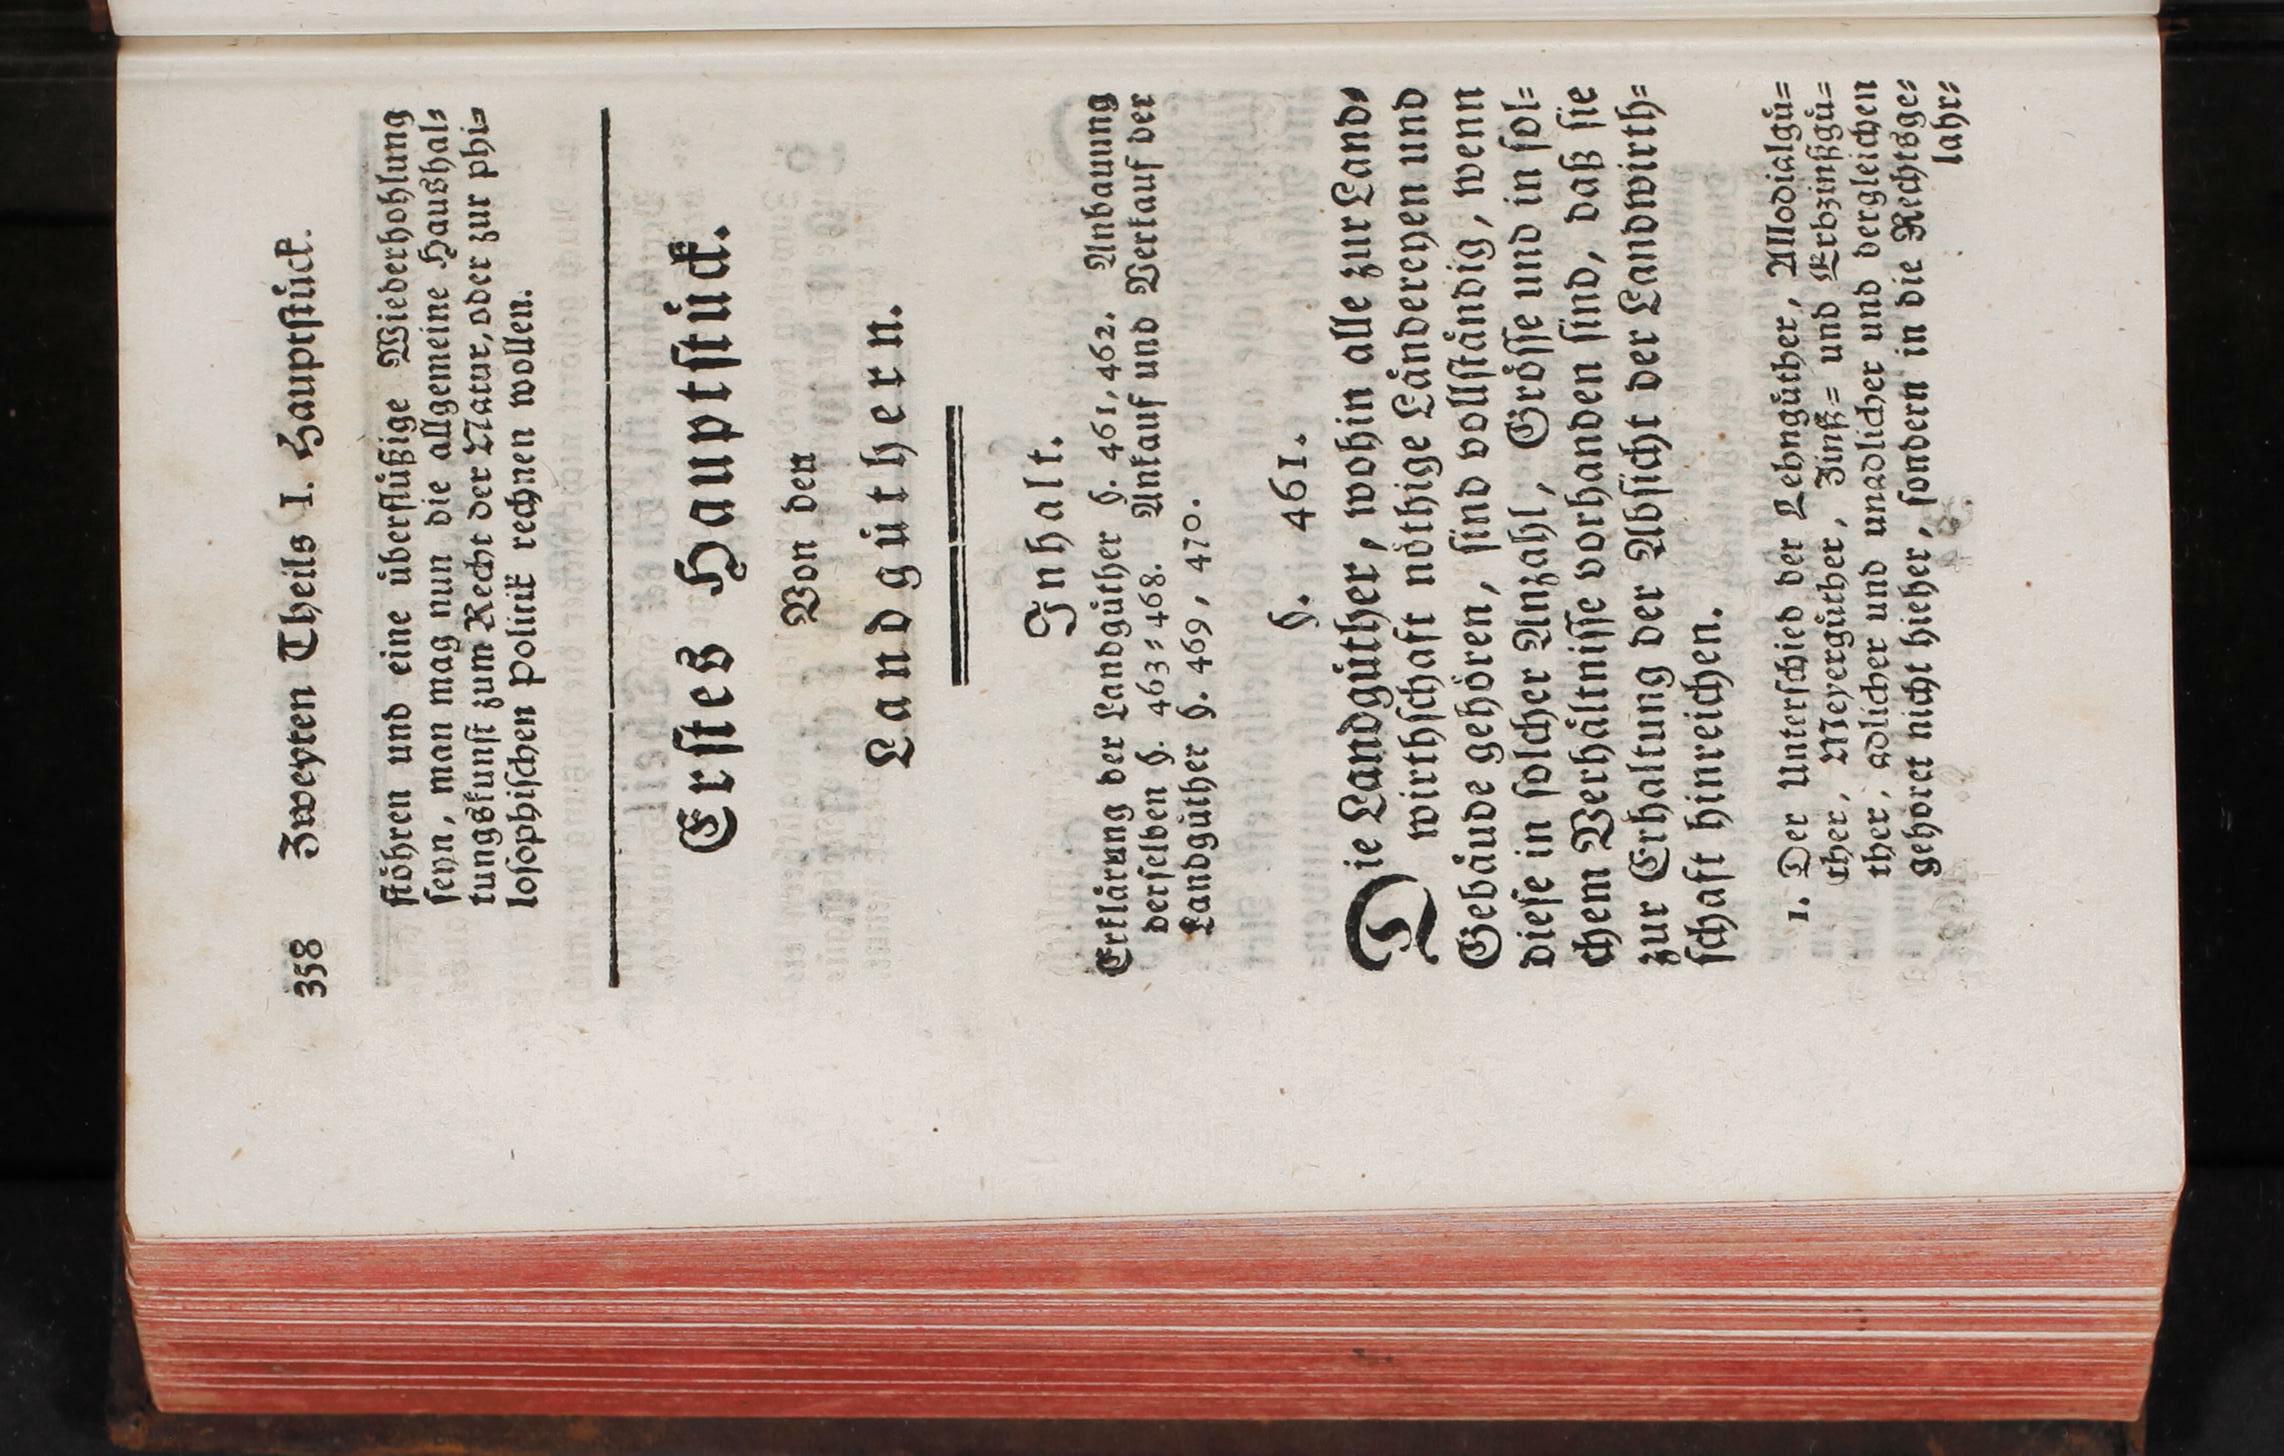 358 Zweyten Theils I. Hauptstück.
stöhren und eine überflüßige Wiederhohlung
seyn, man mag nun die allgemeine Haushal-
tungskunst zum Recht der Natur, oder zur phi-
losophischen Politik rechnen wollen.
Erstes Hauptstück.
Von den
Landgüthern.
Inhalt.
Erklärung der Landgüther §. 461, 462. Anbauung
derselben §. 463-468. Ankauf und Verkauf der
Landgüther §. 469, 470.
§. 461.
Die Landgüther, wohin alle zur Land-
wirthschaft nöthige Ländereyen und
Gebäude gehören, sind vollständig, wenn
diese in solcher Anzahl, Grösse und in sol-
chem Verhältnisse vorhanden sind, daß sie
zur Erhaltung der Absicht der Landwirth-
schaft hinreichen.
1. Der Unterschied der Lehngüther, Allodialgü-
ther, Meyergüther, Zinß- und Erbzinßgü-
ther, adlicher und unadlicher und dergleichen
gehöret nicht hieher, sondern in die Rechtsge-
lahr-